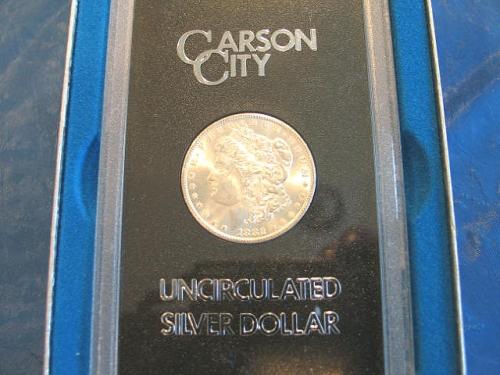 CARSON
CITY
UNCIRCULATED
SILVER DOLLAR